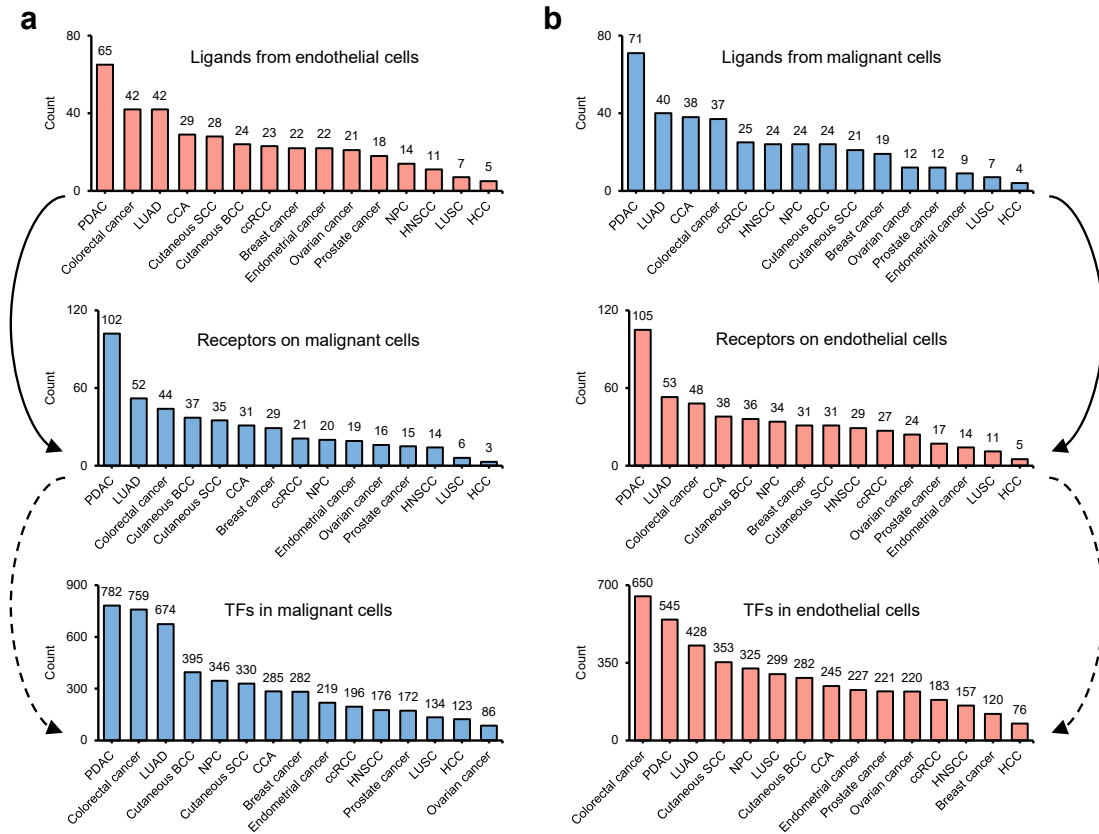 a
Ligands from endothelial cells
Count
80
40
0
65 42 42 29 28 24 23 22 22 21 18 14 11 7 5
PDAC
Colorectal cancer
LUAD
CCA
Cutaneous SCC
Cutaneous BCC
ccRCC
Breast cancer
Endometrial cancer
Ovarian cancer
Prostate cancer
NPC
HNSCC
LUSC
HCC
Receptors on malignant cells
Count
120
60
0
102 52 44 37 35 31 29 21 20 19 16 15 14 6 3
PDAC
LUAD
Colorectal cancer
Cutaneous BCC
Cutaneous SCC
CCA
Breast cancer
ccRCC
NPC
Endometrial cancer
Ovarian cancer
Prostate cancer
HNSCC
LUSC
HCC
TFs in malignant cells
Count
900
600
300
0
782 759 674 395 346 330 285 282 219 196 176 172 134 123 86
PDAC
Colorectal cancer
LUAD
Cutaneous BCC
NPC
Cutaneous SCC
CCA
Breast cancer
Endometrial cancer
ccRCC
HNSCC
Prostate cancer
LUSC
HCC
Ovarian cancer
b
Ligands from malignant cells
Count
80
40
0
71 40 38 37 25 24 24 24 21 19 12 12 9 7 4
PDAC
LUAD
CCA
Colorectal cancer
ccRCC
HNSCC
NPC
Cutaneous BCC
Cutaneous SCC
Breast cancer
Ovarian cancer
Prostate cancer
Endometrial cancer
LUSC
HCC
Receptors on endothelial cells
Count
120
60
0
105 53 48 38 36 34 31 31 29 27 24 17 14 11 5
PDAC
LUAD
Colorectal cancer
CCA
Cutaneous BCC
NPC
Breast cancer
Cutaneous SCC
HNSCC
ccRCC
Ovarian cancer
Prostate cancer
Endometrial cancer
LUSC
HCC
TFs in endothelial cells
Count
700
350
0
650 545 428 353 325 299 282 245 227 221 220 183 157 120 76
Colorectal cancer
PDAC
LUAD
Cutaneous SCC
NPC
LUSC
Cutaneous BCC
CCA
Endometrial cancer
Prostate cancer
Ovarian cancer
ccRCC
HNSCC
Breast cancer
HCC